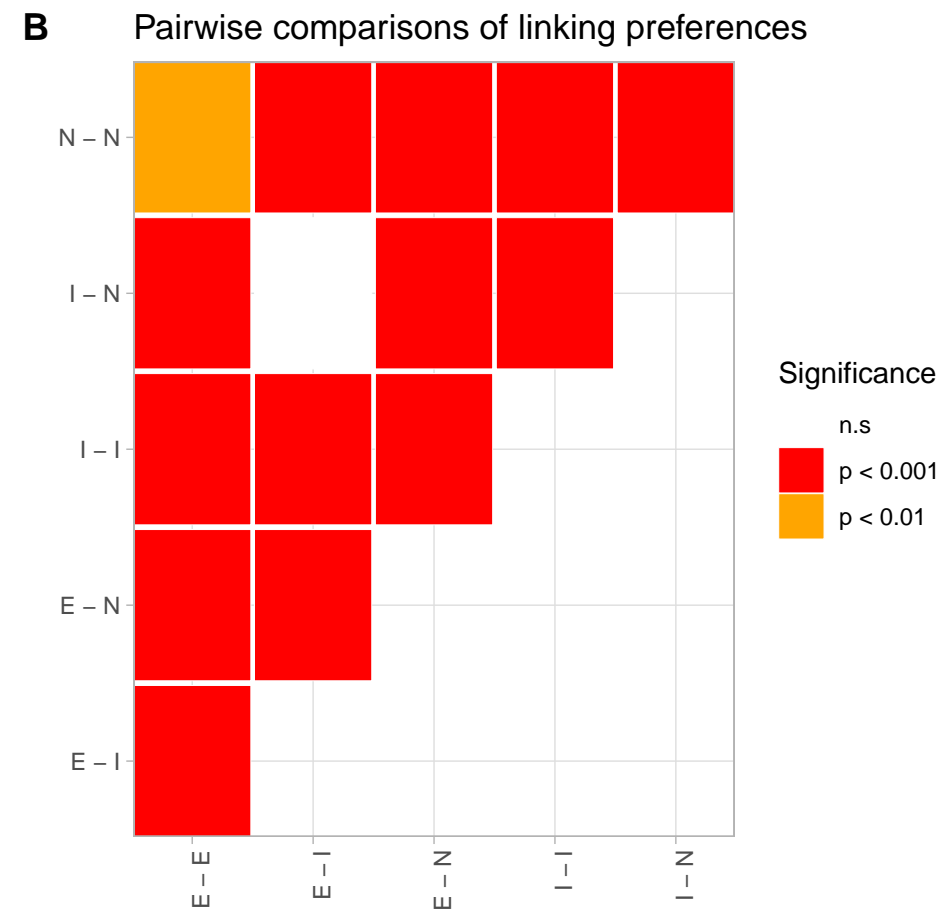 B Pairwise comparisons of linking preferences
N – N
I – N
I – I
E – N
E – I
E – E
E – I
E – N
I – I
I – N
Significance
n.s
p < 0.001
p < 0.01